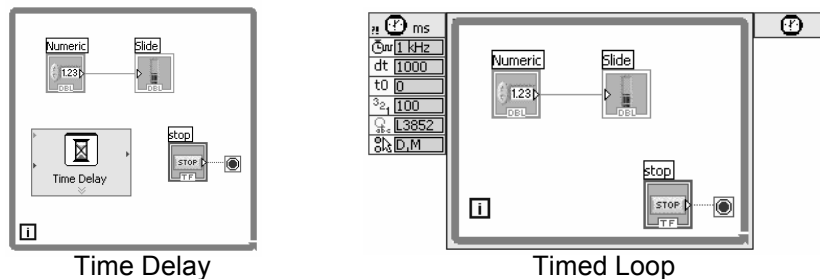 Numeric
Slide
1.23
DBL
DBL
Time Delay
stop
STOP
TF
i
Time Delay
?! ms
1 kHz
dt 1000
t0 0
321 100
L3852
D,M
Numeric
Slide
1.23
DBL
DBL
stop
STOP
TF
i
Timed Loop